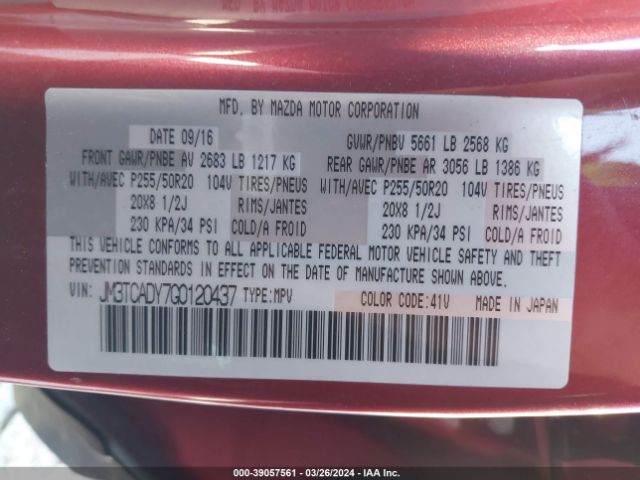 MFD. BY MAZDA MOTOR CORPORATION
DATE 09/16 GVWR/PNBV 5661 LB 2568 KG
FRONT GAWR/PNBE AV 2683 LB 1217 KG REAR GAWR/PNBE AR 3056 LB 1386 KG
WITH/AVEC P255/50R20 104V TIRES/PNEUS WITH/AVEC P255/50R20 104V TIRES/PNEUS
20X8 1/2J RIMS/JANTES 20X8 1/2J RIMS/JANTES
230 KPA/34 PSI COLD/A FROID 230 KPA/34 PSI COLD/A FROID
THIS VEHICLE CONFORMS TO ALL APPLICABLE FEDERAL MOTOR VEHICLE SAFETY AND THEFT
PREVENTION STANDARDS IN EFFECT ON THE DATE OF MANUFACTURE SHOWN ABOVE.
VIN: JM3TCADY7G0120437 TYPE:MPV COLOR CODE:41V MADE IN JAPAN
000-39057561 - 03/26/2024 - IAA Inc.